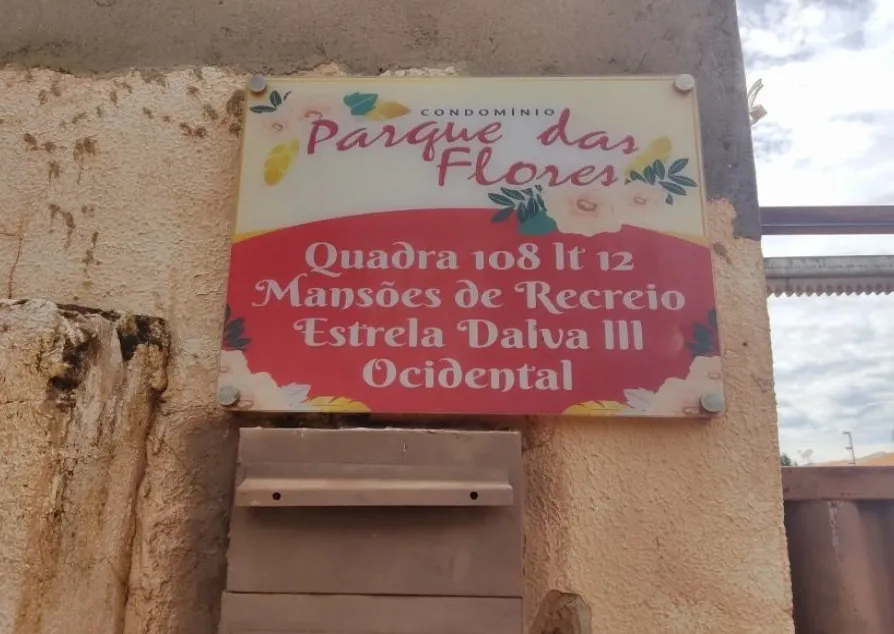 CONDOMÍNIO
Parque das
Flores
Quadra 108 lt 12
Mansões de Recreio
Estrela Dalva III
Ocidental